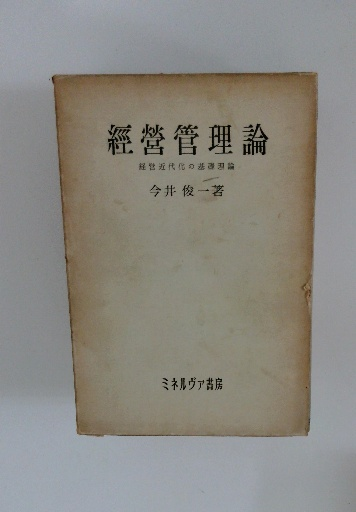 經營管理論
経営近代化の基礎理論
今井俊一著
ミネルヴァ書房